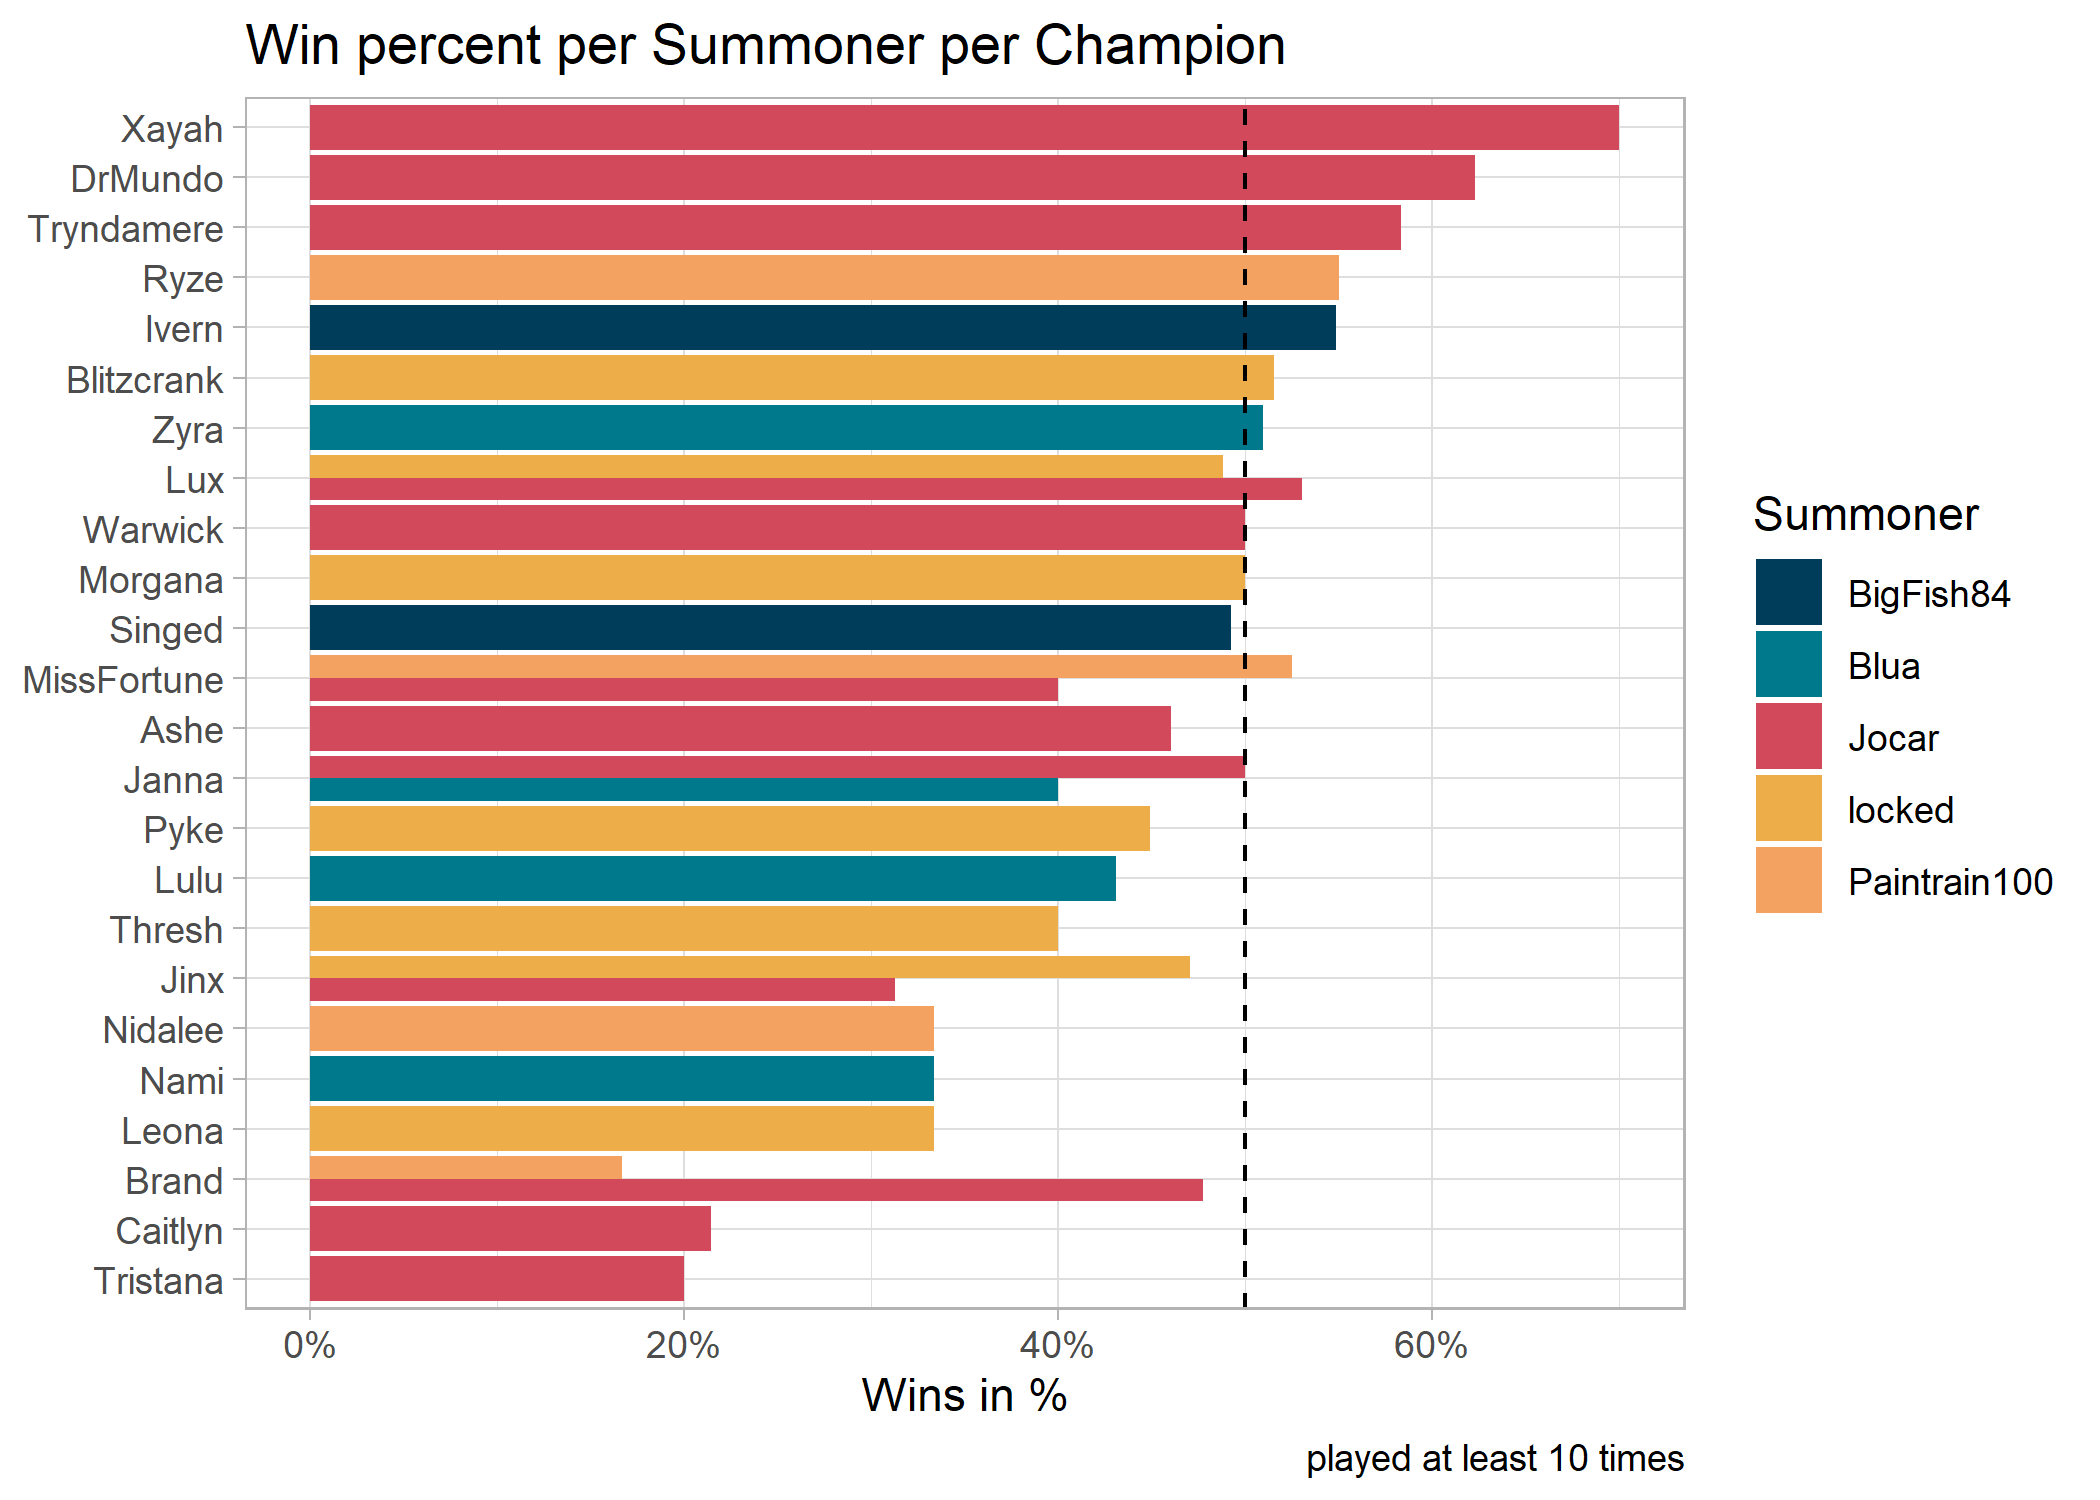 Win percent per Summoner per Champion
Xayah
DrMundo
Tryndamere
Ryze
Ivern
Blitzcrank
Zyra
Lux
Warwick
Morgana
Singed
MissFortune
Ashe
Janna
Pyke
Lulu
Thresh
Jinx
Nidalee
Nami
Leona
Brand
Caitlyn
Tristana
0% 20% 40% 60%
Wins in %
played at least 10 times
Summoner
BigFish84
Blua
Jocar
locked
Paintrain100